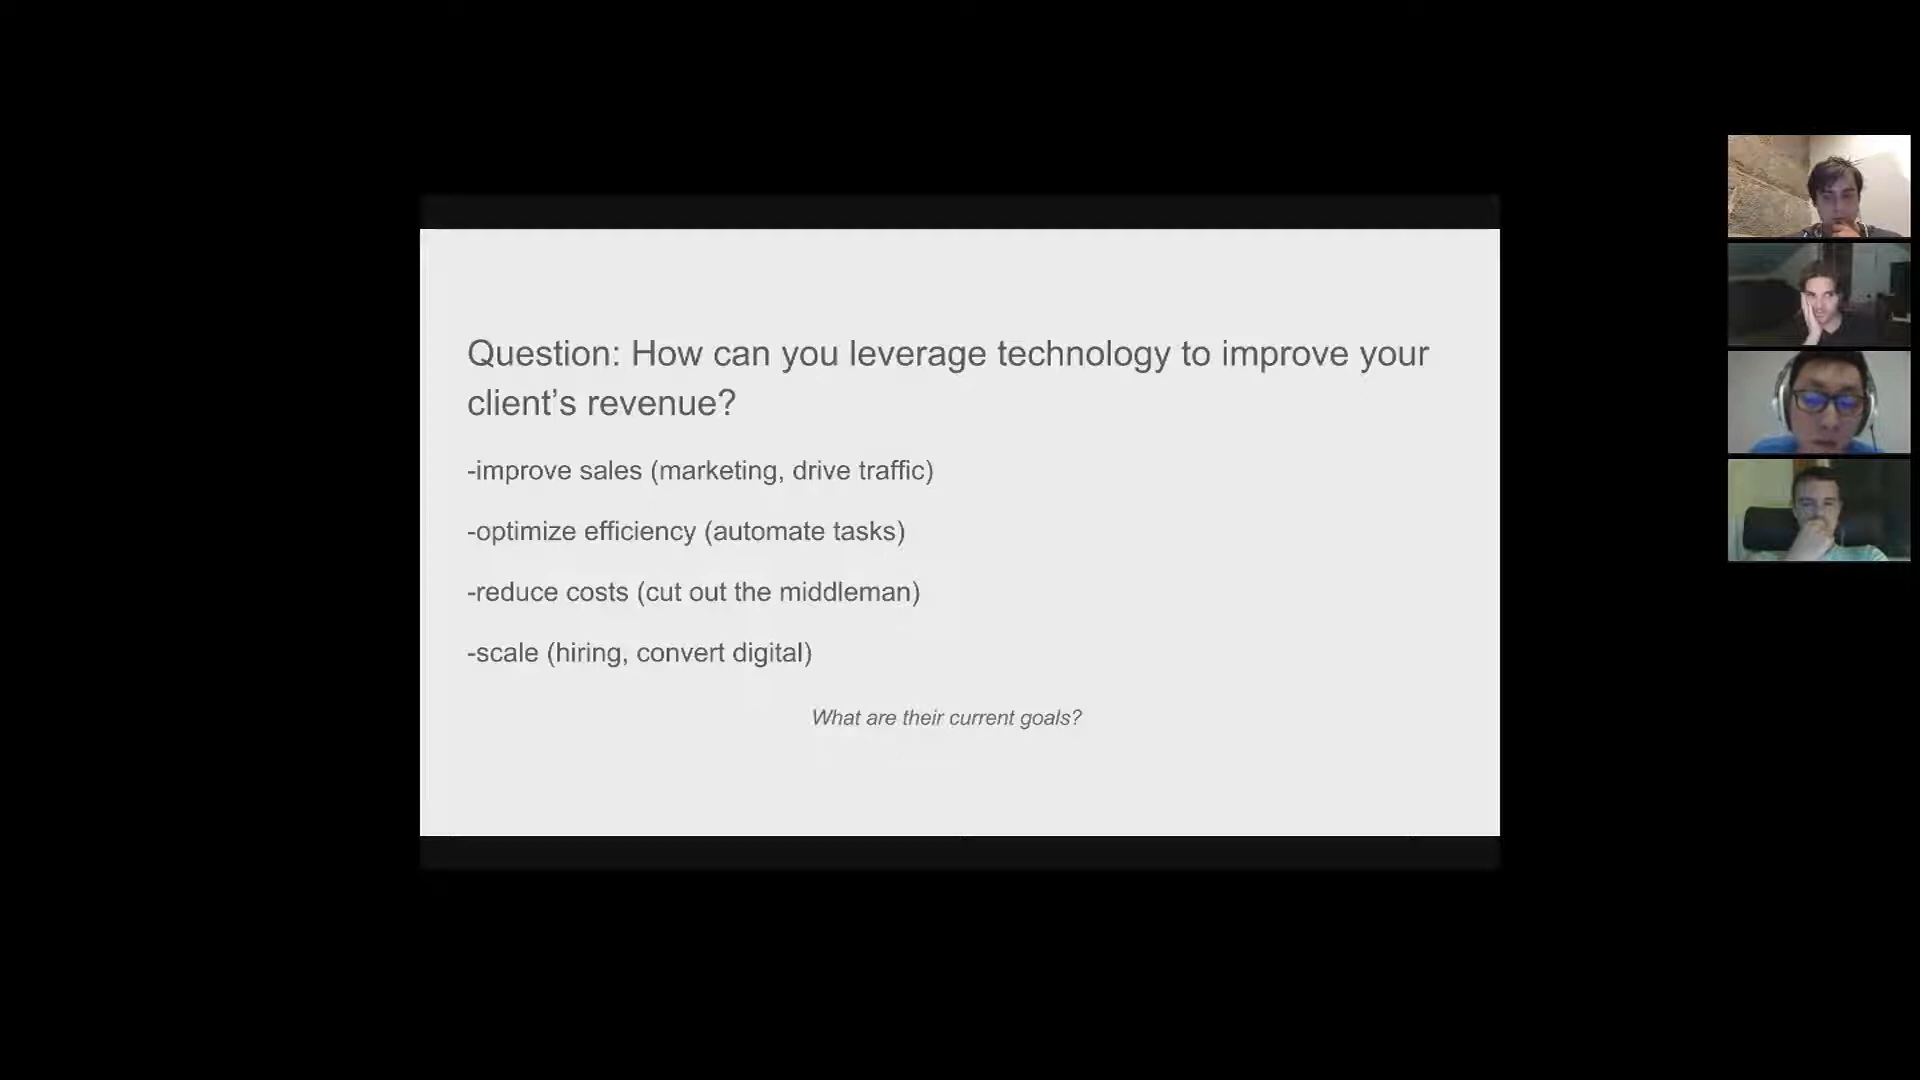 Question: How can you leverage technology to improve your
client’s revenue?
-improve sales (marketing, drive traffic)
-optimize efficiency (automate tasks)
-reduce costs (cut out the middleman)
-scale (hiring, convert digital)
What are their current goals?